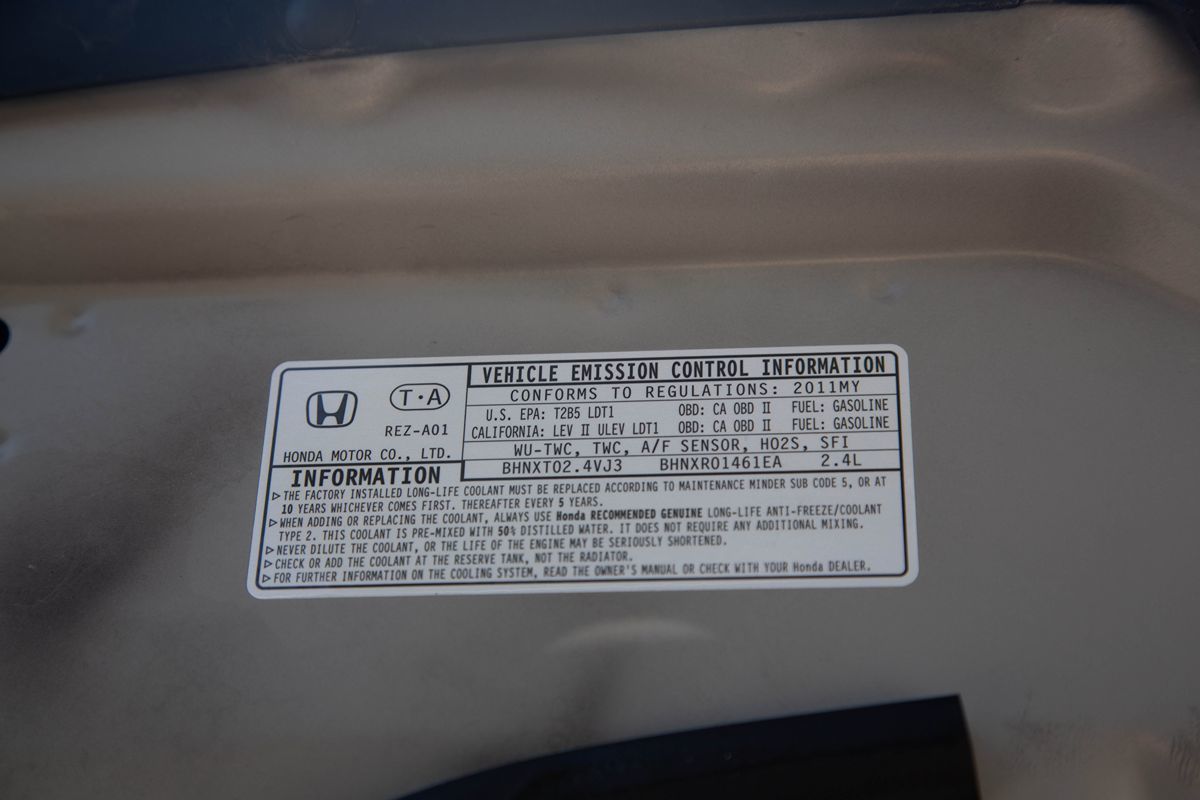 VEHICLE EMISSION CONTROL INFORMATION
T·A
REZ-A01
HONDA MOTOR CO., LTD.
CONFORMS TO REGULATIONS: 2011MY
U.S. EPA: T2B5 LDT1 OBD: CA OBD II FUEL: GASOLINE
CALIFORNIA: LEV II ULEV LDT1 OBD: CA OBD II FUEL: GASOLINE
WU-TWC, TWC, A/F SENSOR, HO2S, SFI
BHNXT02.4VJ3 BHNXR01461EA 2.4L
INFORMATION
▷ THE FACTORY INSTALLED LONG-LIFE COOLANT MUST BE REPLACED ACCORDING TO MAINTENANCE MINDER SUB CODE 5, OR AT
10 YEARS WHICHEVER COMES FIRST. THEREAFTER EVERY 5 YEARS.
▷ WHEN ADDING OR REPLACING THE COOLANT, ALWAYS USE Honda RECOMMENDED GENUINE LONG-LIFE ANTI-FREEZE/COOLANT
TYPE 2. THIS COOLANT IS PRE-MIXED WITH 50% DISTILLED WATER. IT DOES NOT REQUIRE ANY ADDITIONAL MIXING.
▷ NEVER DILUTE THE COOLANT, OR THE LIFE OF THE ENGINE MAY BE SERIOUSLY SHORTENED.
▷ CHECK OR ADD THE COOLANT AT THE RESERVE TANK, NOT THE RADIATOR.
▷ FOR FURTHER INFORMATION ON THE COOLING SYSTEM, READ THE OWNER'S MANUAL OR CHECK WITH YOUR Honda DEALER.